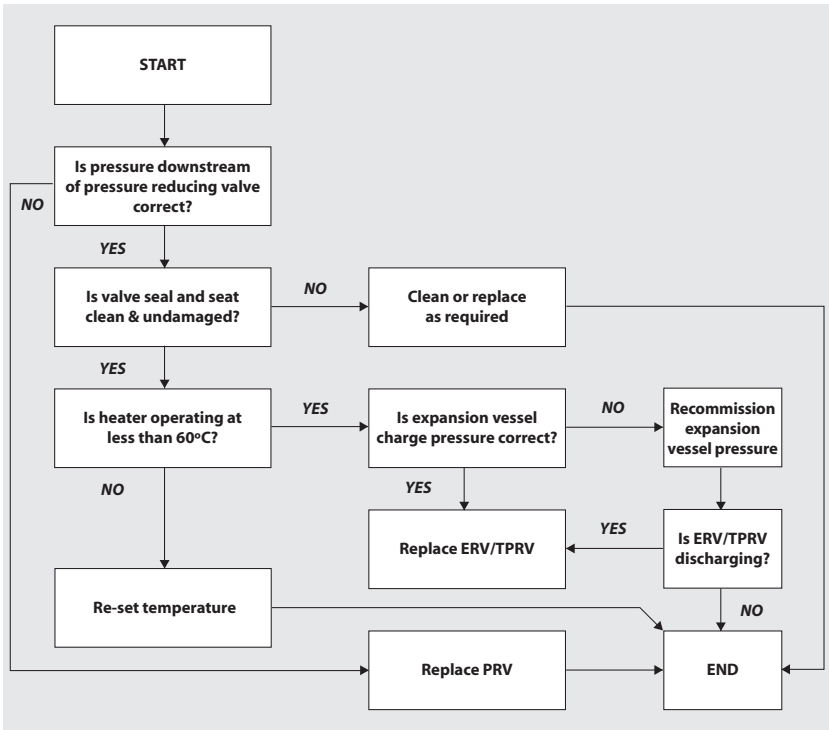 START
Is pressure downstream
of pressure reducing valve
correct?
NO
YES
Is valve seal and seat
clean & undamaged?
NO
Clean or replace
as required
YES
Is heater operating at
less than 60ºC?
YES
Is expansion vessel
charge pressure correct?
NO
Recommission
expansion
vessel pressure
NO
YES
Replace ERV/TPRV
YES
Is ERV/TPRV
discharging?
Re-set temperature
NO
Replace PRV
END